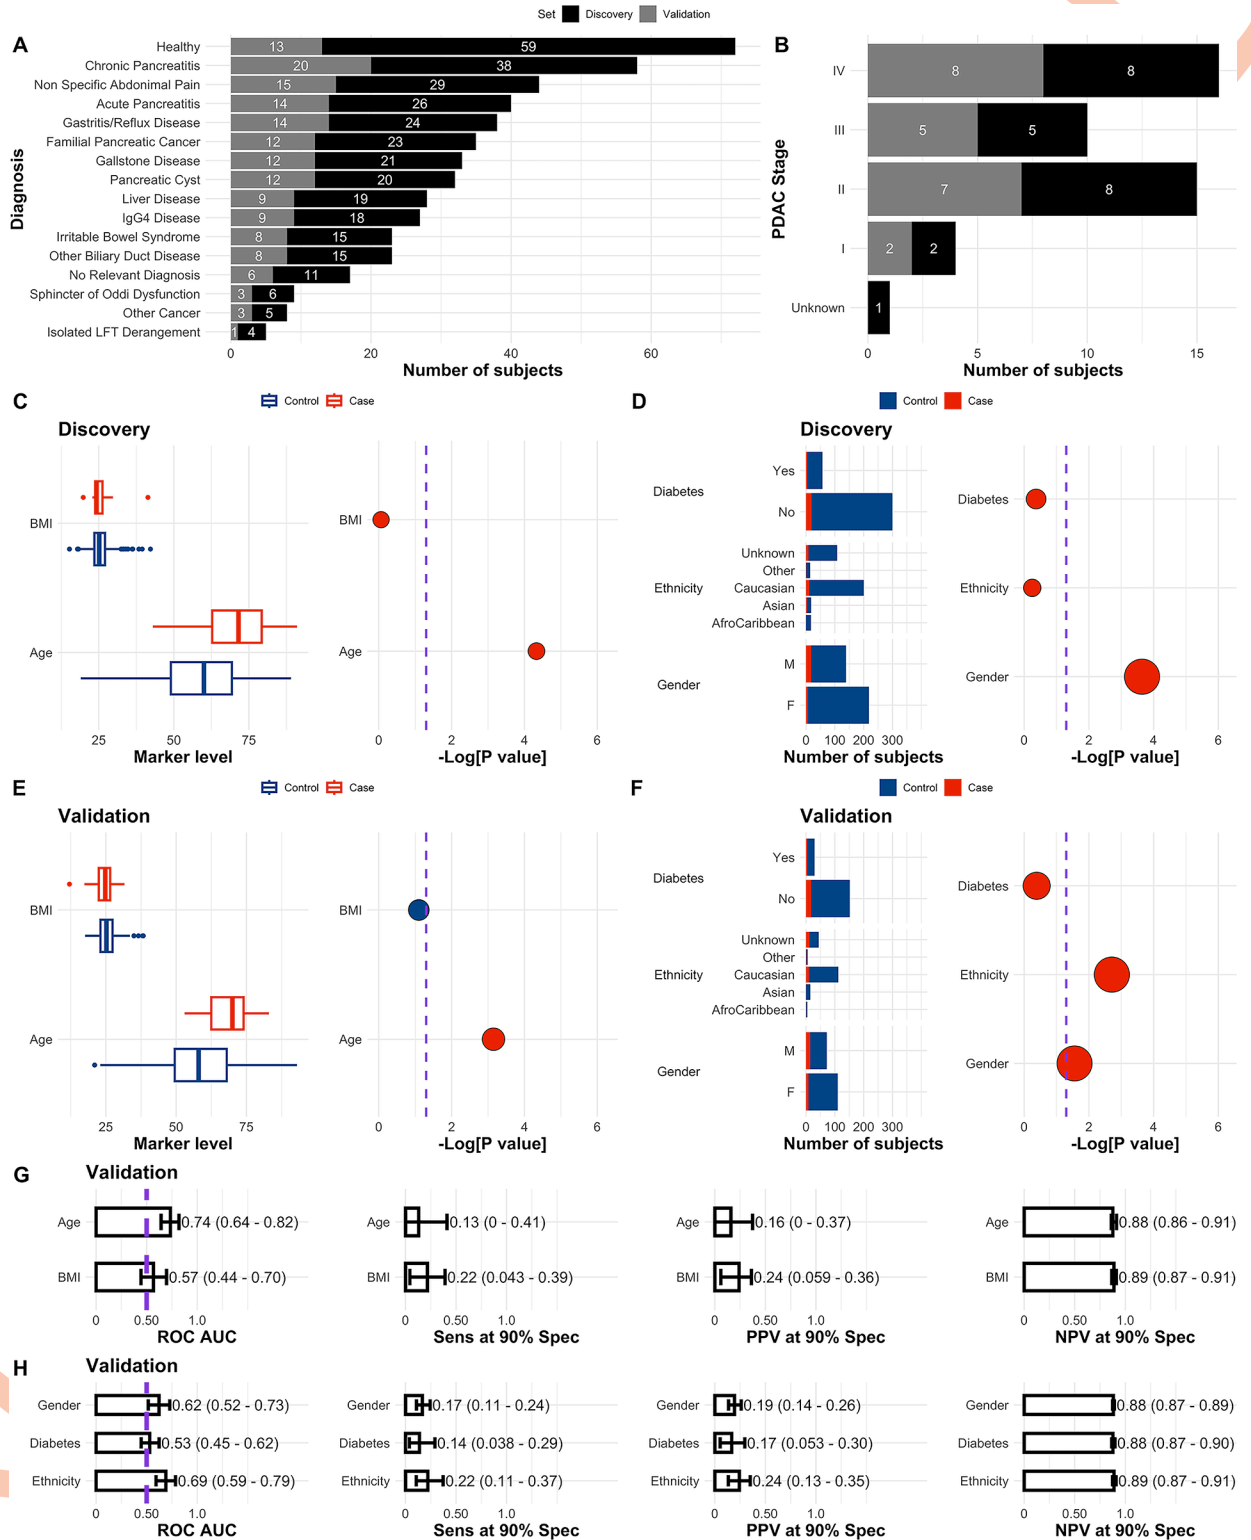 Set Discovery Validation
A
Diagnosis
Healthy 13 59
Chronic Pancreatitis 20 38
Non Specific Abdominal Pain 15 29
Acute Pancreatitis 14 26
Gastritis/Reflux Disease 14 24
Familial Pancreatic Cancer 12 23
Gallstone Disease 12 21
Pancreatic Cyst 12 20
Liver Disease 9 19
IgG4 Disease 9 18
Irritable Bowel Syndrome 8 15
Other Biliary Duct Disease 8 15
No Relevant Diagnosis 6 11
Sphincter of Oddi Dysfunction 3 6
Other Cancer 3 5
Isolated LFT Derangement 1 4
0 20 40 60
Number of subjects
B
PDAC Stage
IV 8 8
III 5 5
II 7 8
I 2 2
Unknown 1
0 5 10 15
Number of subjects
C
Control Case
Discovery
BMI
Age
25 50 75
Marker level
BMI
Age
0 2 4 6
-Log[P value]
D
Control Case
Discovery
Diabetes
Yes
No
Ethnicity
Unknown
Other
Caucasian
Asian
AfroCaribbean
Gender
M
F
0 100 200 300
Number of subjects
Diabetes
Ethnicity
Gender
0 2 4 6
-Log[P value]
E
Control Case
Validation
BMI
Age
25 50 75
Marker level
BMI
Age
0 2 4 6
-Log[P value]
F
Control Case
Validation
Diabetes
Yes
No
Ethnicity
Unknown
Other
Caucasian
Asian
AfroCaribbean
Gender
M
F
0 100 200 300
Number of subjects
Diabetes
Ethnicity
Gender
0 2 4 6
-Log[P value]
G
Validation
Age 0.74 (0.64 - 0.82)
BMI 0.57 (0.44 - 0.70)
0 0.50 1.0
ROC AUC
Age 0.13 (0 - 0.41)
BMI 0.22 (0.043 - 0.39)
0 0.50 1.0
Sens at 90% Spec
Age 0.16 (0 - 0.37)
BMI 0.24 (0.059 - 0.36)
0 0.50 1.0
PPV at 90% Spec
Age 0.88 (0.86 - 0.91)
BMI 0.89 (0.87 - 0.91)
0 0.50 1.0
NPV at 90% Spec
H
Validation
Gender 0.62 (0.52 - 0.73)
Diabetes 0.53 (0.45 - 0.62)
Ethnicity 0.69 (0.59 - 0.79)
0 0.50 1.0
ROC AUC
Gender 0.17 (0.11 - 0.24)
Diabetes 0.14 (0.038 - 0.29)
Ethnicity 0.22 (0.11 - 0.37)
0 0.50 1.0
Sens at 90% Spec
Gender 0.19 (0.14 - 0.26)
Diabetes 0.17 (0.053 - 0.30)
Ethnicity 0.24 (0.13 - 0.35)
0 0.50 1.0
PPV at 90% Spec
Gender 0.88 (0.87 - 0.89)
Diabetes 0.88 (0.87 - 0.90)
Ethnicity 0.89 (0.87 - 0.91)
0 0.50 1.0
NPV at 90% Spec